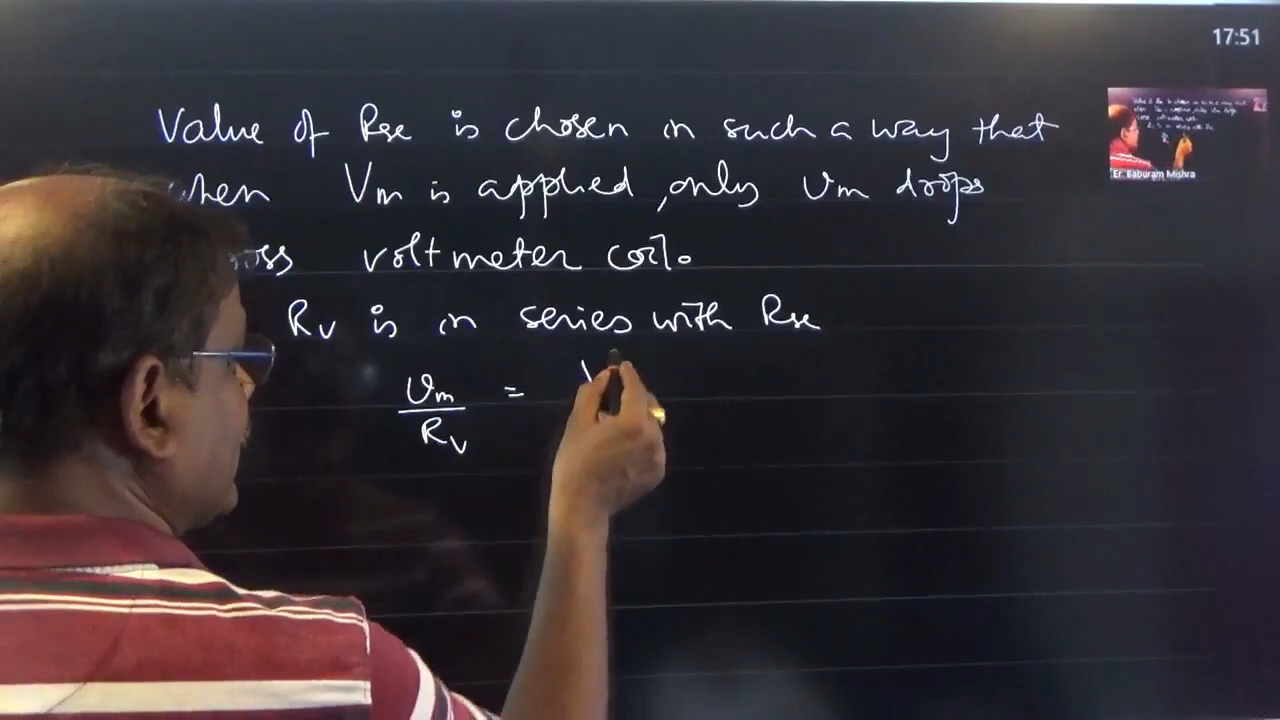 17:51
Value of Rse is chosen in such a way that
when Vm is applied, only vm drops
voltmeter coil.
Rv is in series with Rse
vm =
Rv
Er. Baburam Mishra